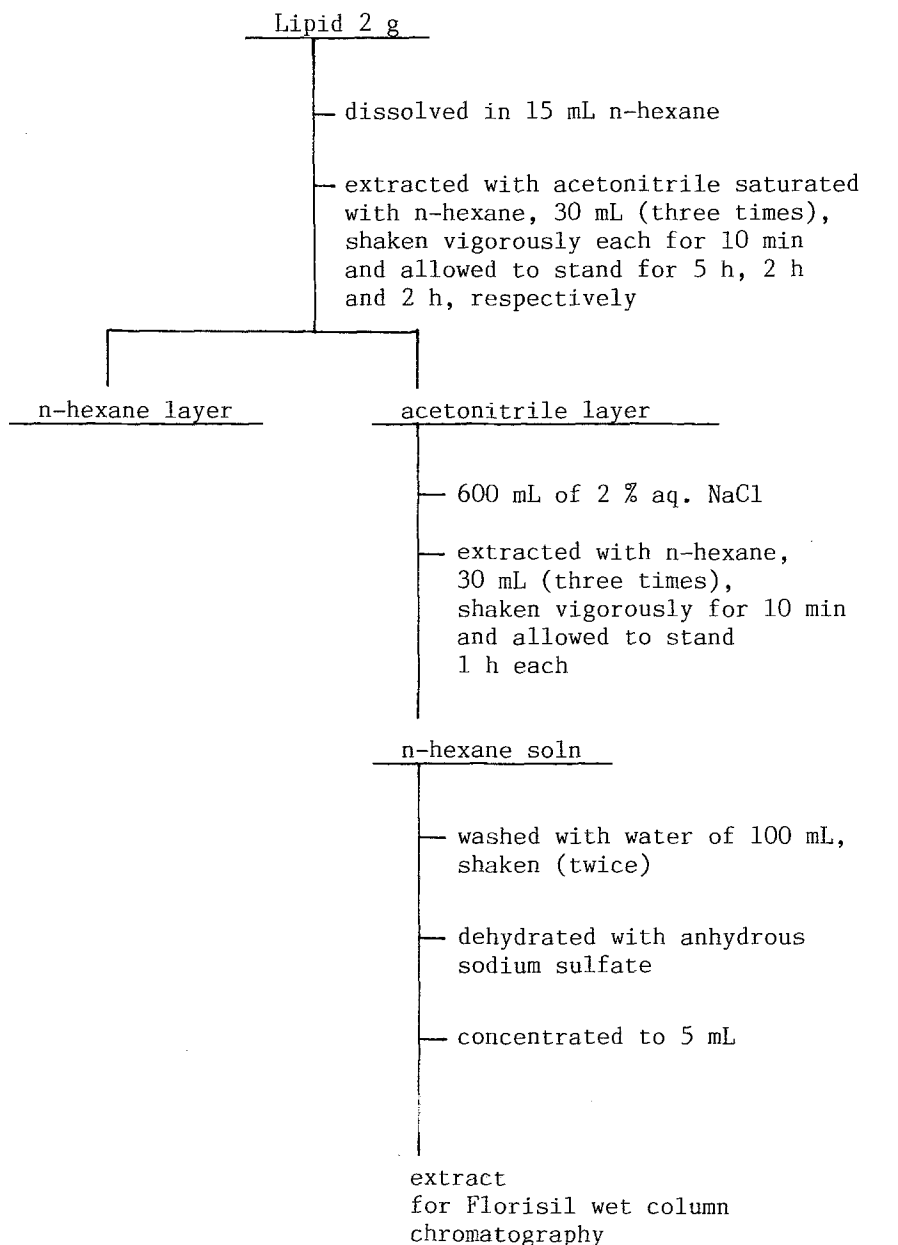 Lipid 2 g
dissolved in 15 mL n-hexane
extracted with acetonitrile saturated
with n-hexane, 30 mL (three times),
shaken vigorously each for 10 min
and allowed to stand for 5 h, 2 h
and 2 h, respectively
n-hexane layer
acetonitrile layer
600 mL of 2 % aq. NaCl
extracted with n-hexane,
30 mL (three times),
shaken vigorously for 10 min
and allowed to stand
1 h each
n-hexane soln
washed with water of 100 mL,
shaken (twice)
dehydrated with anhydrous
sodium sulfate
concentrated to 5 mL
extract
for Florisil wet column
chromatography